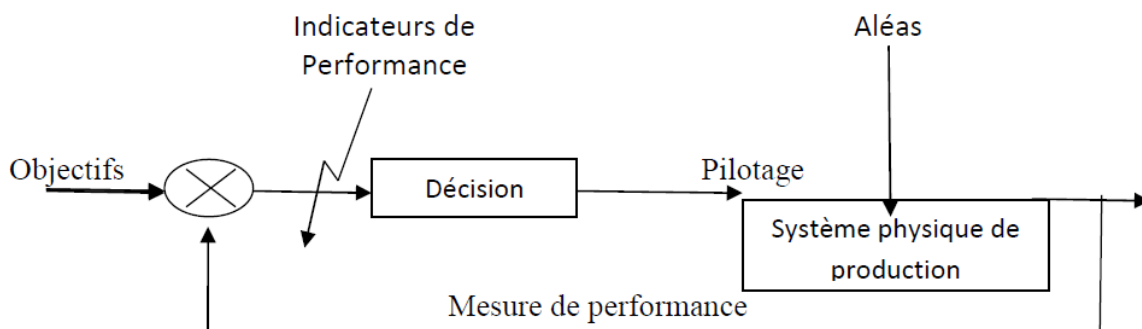 Indicateurs de
Performance
Aléas
Objectifs
Décision
Pilotage
Système physique de
production
Mesure de performance